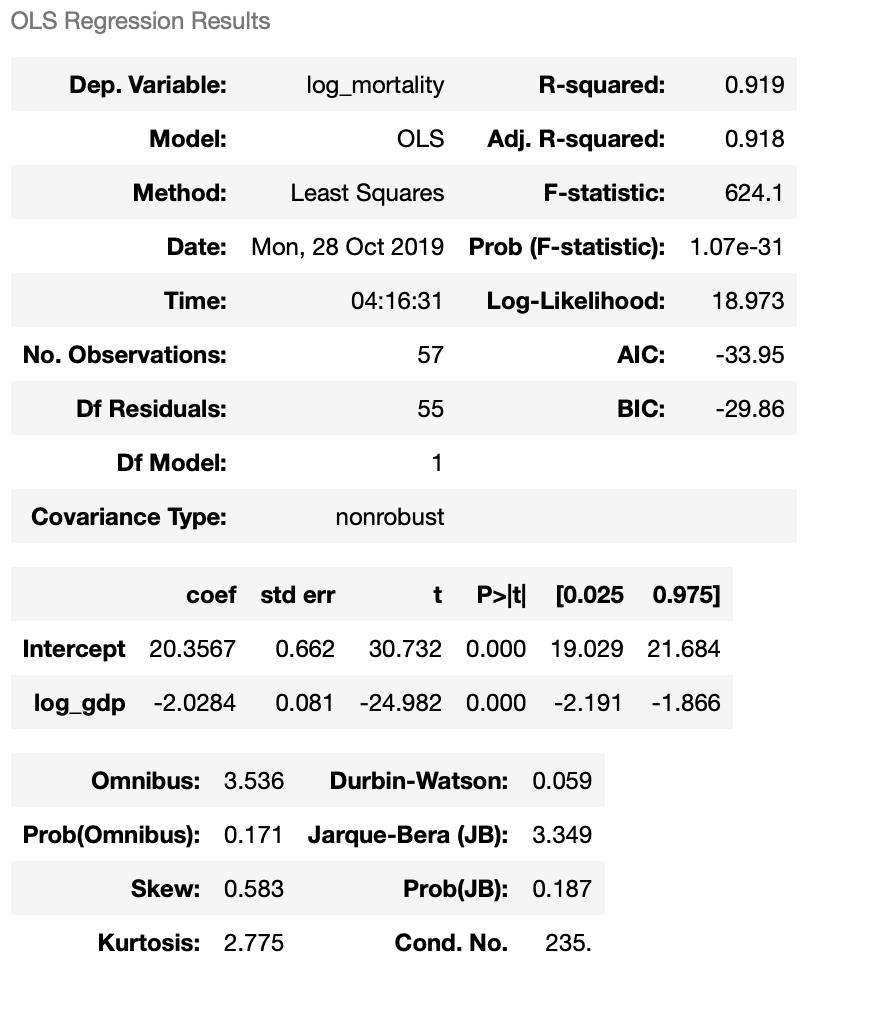 OLS Regression Results
Dep. Variable: log_mortality R-squared: 0.919
Model: OLS Adj. R-squared: 0.918
Method: Least Squares F-statistic: 624.1
Date: Mon, 28 Oct 2019 Prob (F-statistic): 1.07e-31
Time: 04:16:31 Log-Likelihood: 18.973
No. Observations: 57 AIC: -33.95
Df Residuals: 55 BIC: -29.86
Df Model: 1
Covariance Type: nonrobust
coef std err t P>|t| [0.025 0.975]
Intercept 20.3567 0.662 30.732 0.000 19.029 21.684
log_gdp -2.0284 0.081 -24.982 0.000 -2.191 -1.866
Omnibus: 3.536 Durbin-Watson: 0.059
Prob(Omnibus): 0.171 Jarque-Bera (JB): 3.349
Skew: 0.583 Prob(JB): 0.187
Kurtosis: 2.775 Cond. No. 235.